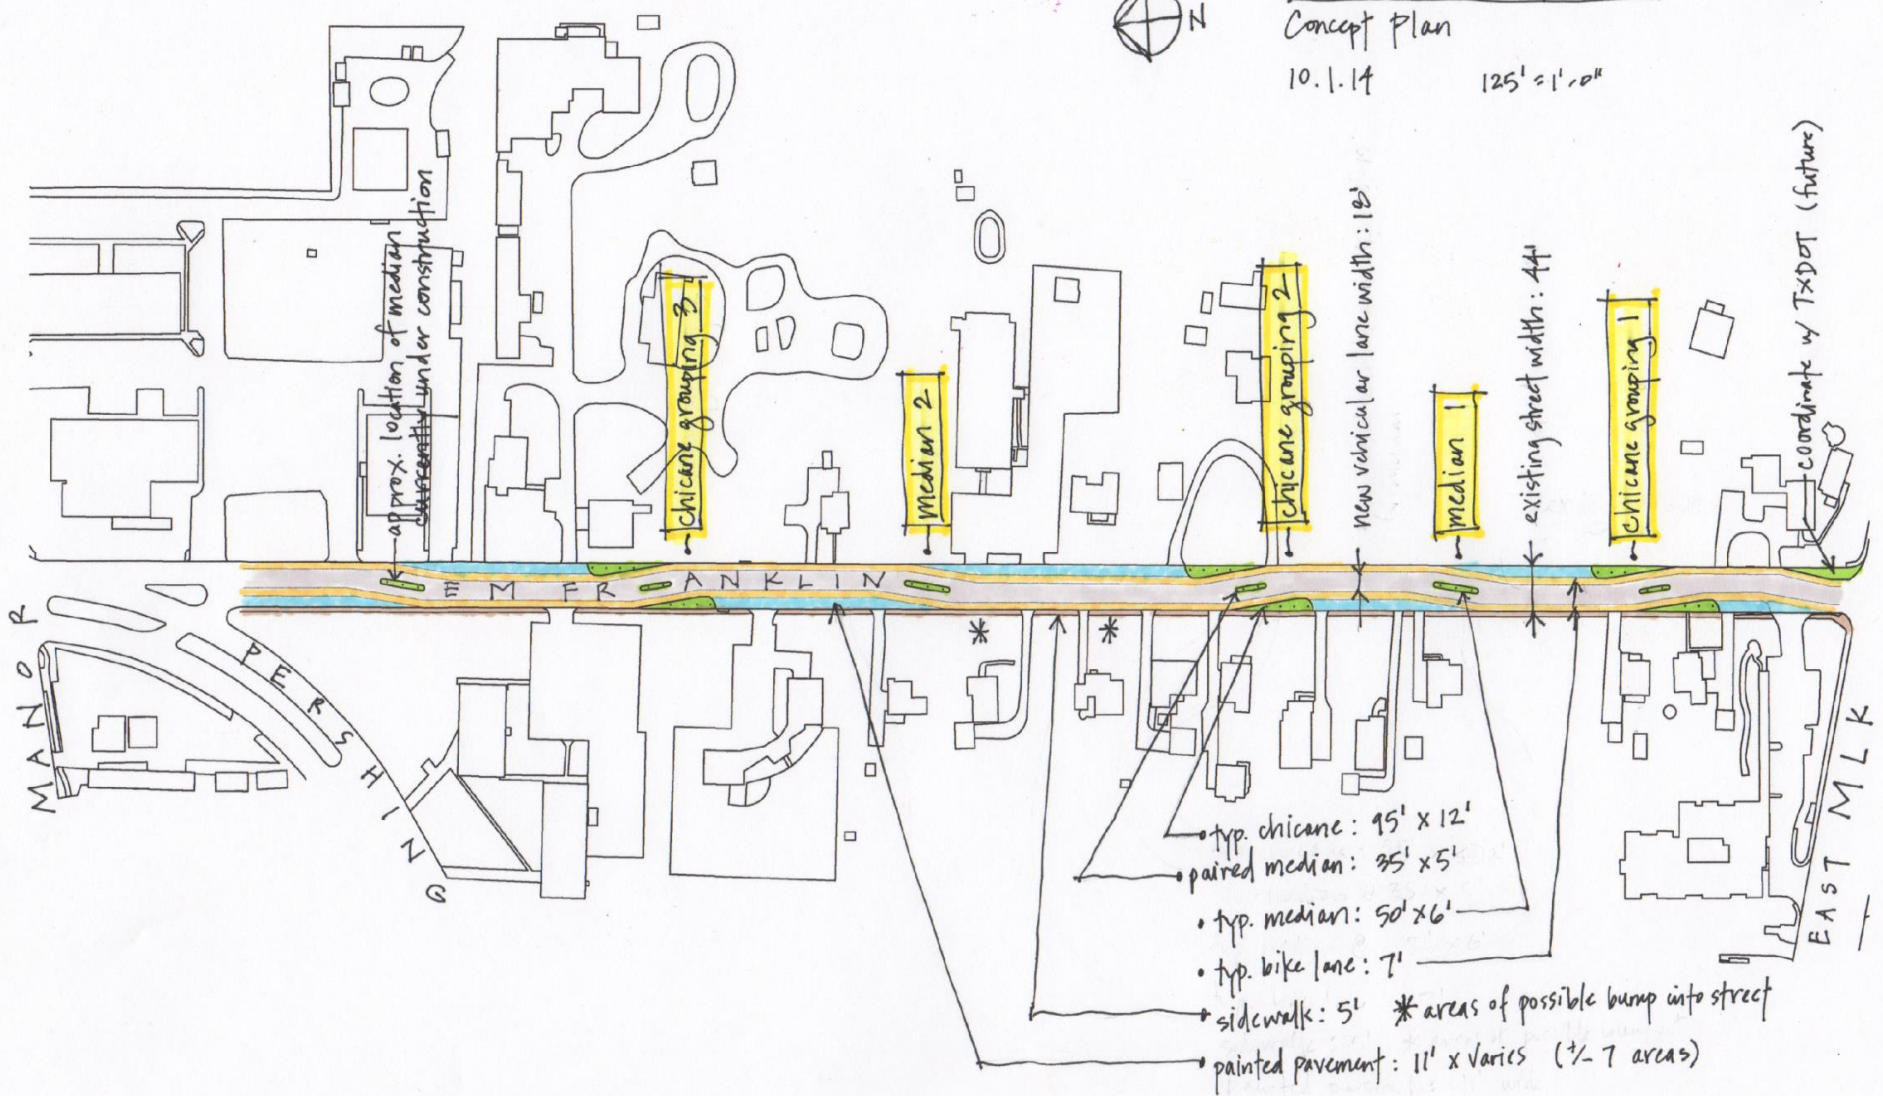 N
Concept Plan
10.1.14
125' = 1'-0"
approx. location of median
currently under construction
chicane grouping 3
median 2
chicane grouping 2
new vehicular lane width: 18'
median 1
existing street width: 44'
chicane grouping 1
coordinate w/ TxDOT (future)
EM FRANKLIN
MANOR
PERSHING
EAST MLK
* *
• typ. chicane: 95' x 12'
• paired median: 35' x 5'
• typ. median: 50' x 6'
• typ. bike lane: 7'
• sidewalk: 5' * areas of possible bump into street
• painted pavement: 11' x varies (+/- 7 areas)